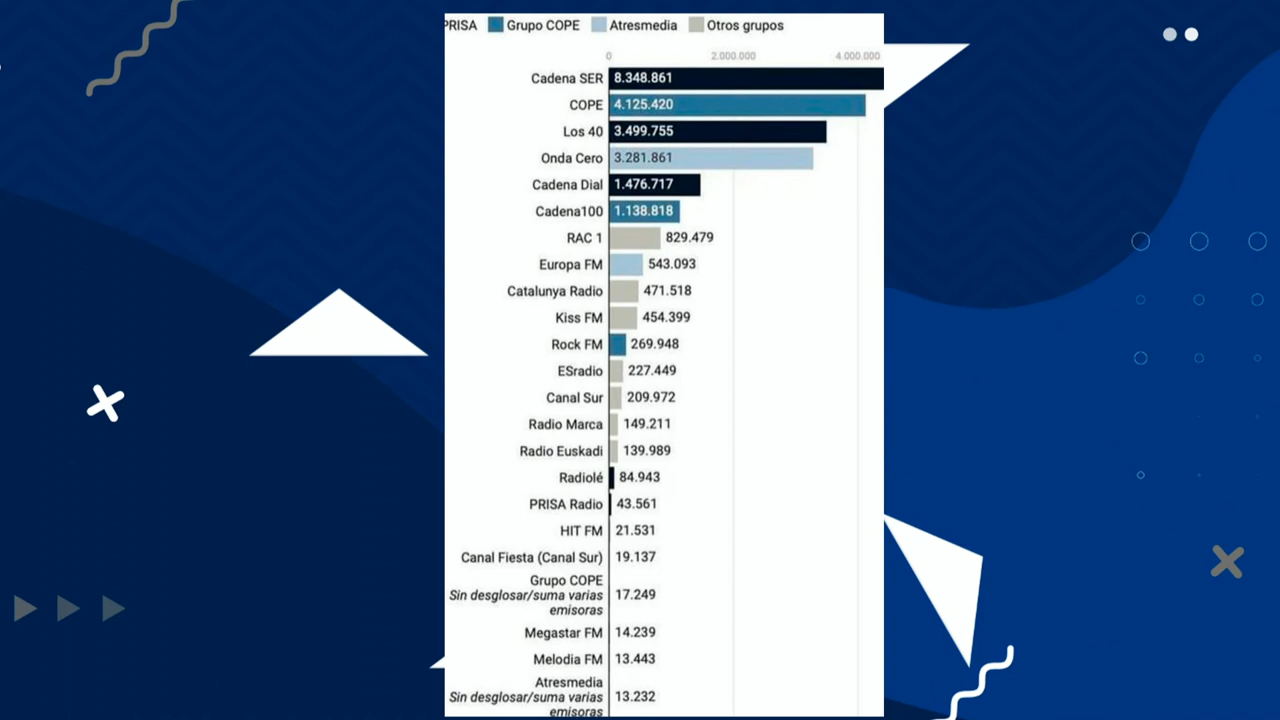 PRISA Grupo COPE Atresmedia Otros grupos
0 2.000.000 4.000.000
Cadena SER 8.348.861
COPE 4.125.420
Los 40 3.499.755
Onda Cero 3.281.861
Cadena Dial 1.476.717
Cadena100 1.138.818
RAC 1 829.479
Europa FM 543.093
Catalunya Radio 471.518
Kiss FM 454.399
Rock FM 269.948
ESradio 227.449
Canal Sur 209.972
Radio Marca 149.211
Radio Euskadi 139.989
Radiolé 84.943
PRISA Radio 43.561
HIT FM 21.531
Canal Fiesta (Canal Sur) 19.137
Grupo COPE
Sin desglosar/suma varias 17.249
emisoras
Megastar FM 14.239
Melodia FM 13.443
Atresmedia
Sin desglosar/suma varias 13.232
emisoras